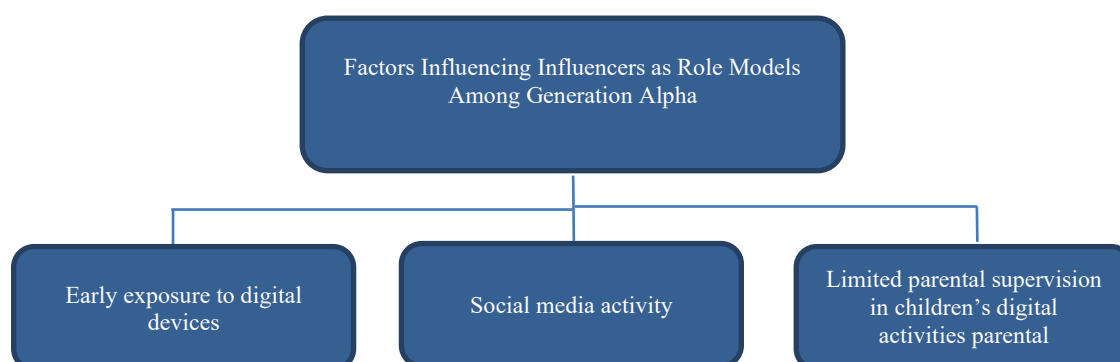 Factors Influencing Influencers as Role Models
Among Generation Alpha
Early exposure to digital
devices
Social media activity
Limited parental supervision
in children’s digital
activities parental